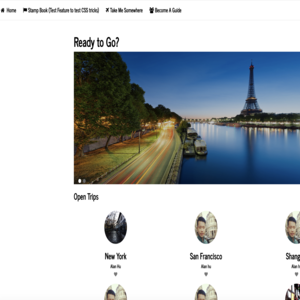 Home Stamp Book (Test Feature to test CSS tricks) Take Me Somewhere Become A Guide
Ready to Go?
Open Trips
New York San Francisco Shang
Alan Hu Alan hu Alan h